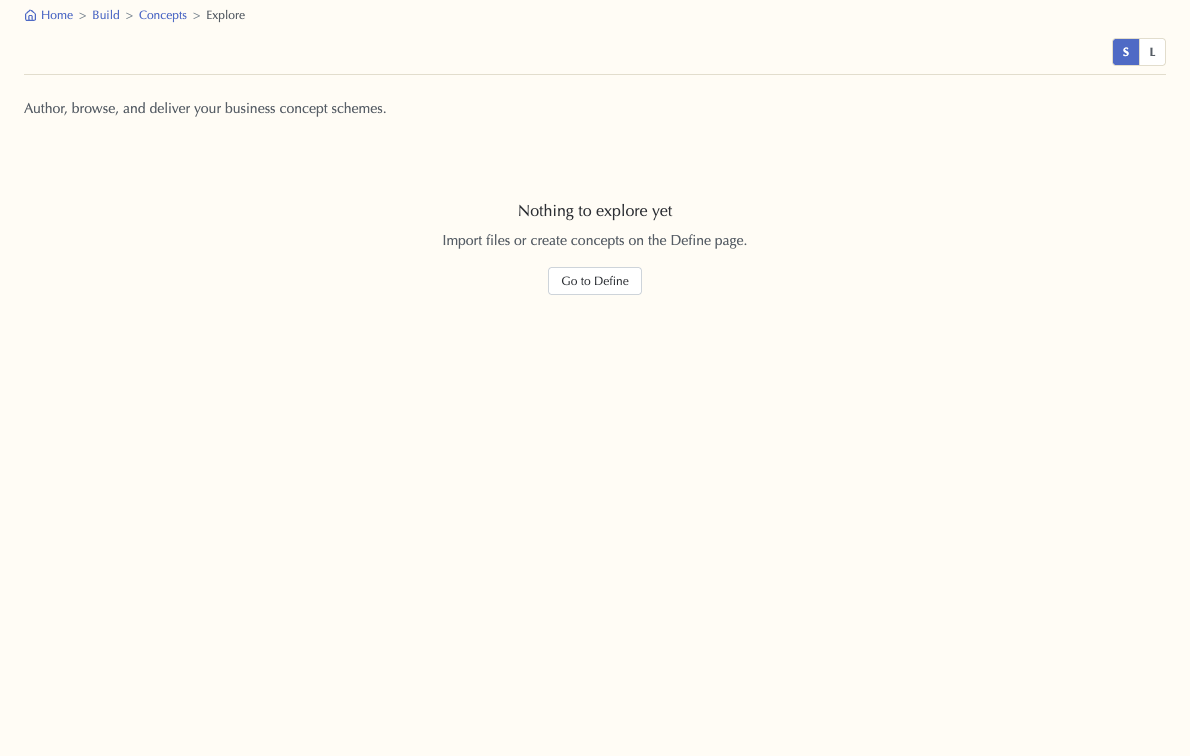 Home > Build > Concepts > Explore
S L
Author, browse, and deliver your business concept schemes.
Nothing to explore yet
Import files or create concepts on the Define page.
Go to Define